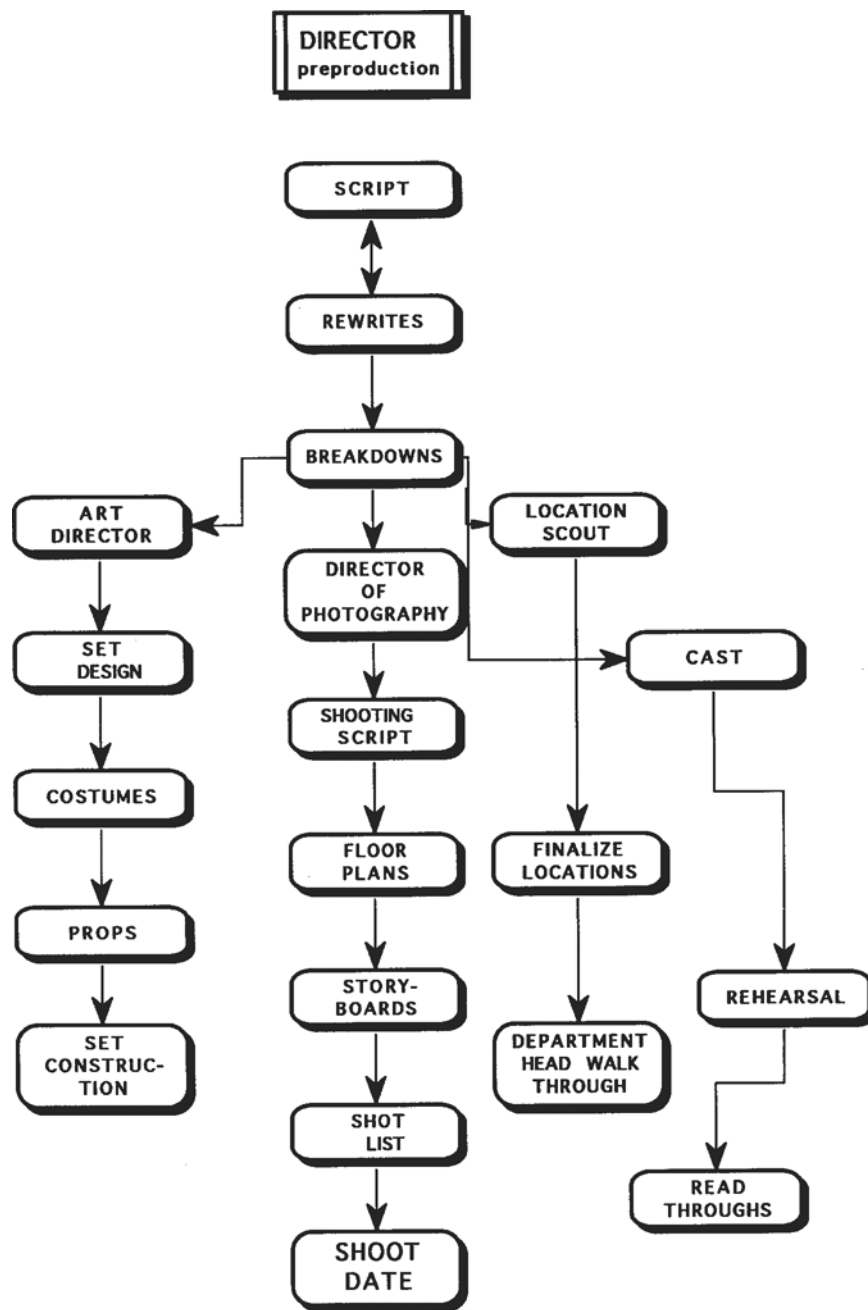 DIRECTOR
preproduction
SCRIPT
REWRITES
BREAKDOWNS
ART
DIRECTOR
LOCATION
SCOUT
DIRECTOR
OF
PHOTOGRAPHY
SET
DESIGN
CAST
SHOOTING
SCRIPT
COSTUMES
FLOOR
PLANS
FINALIZE
LOCATIONS
PROPS
STORY-
BOARDS
REHEARSAL
SET
CONSTRUC-
TION
DEPARTMENT
HEAD WALK
THROUGH
SHOT
LIST
READ
THROUGHS
SHOOT
DATE